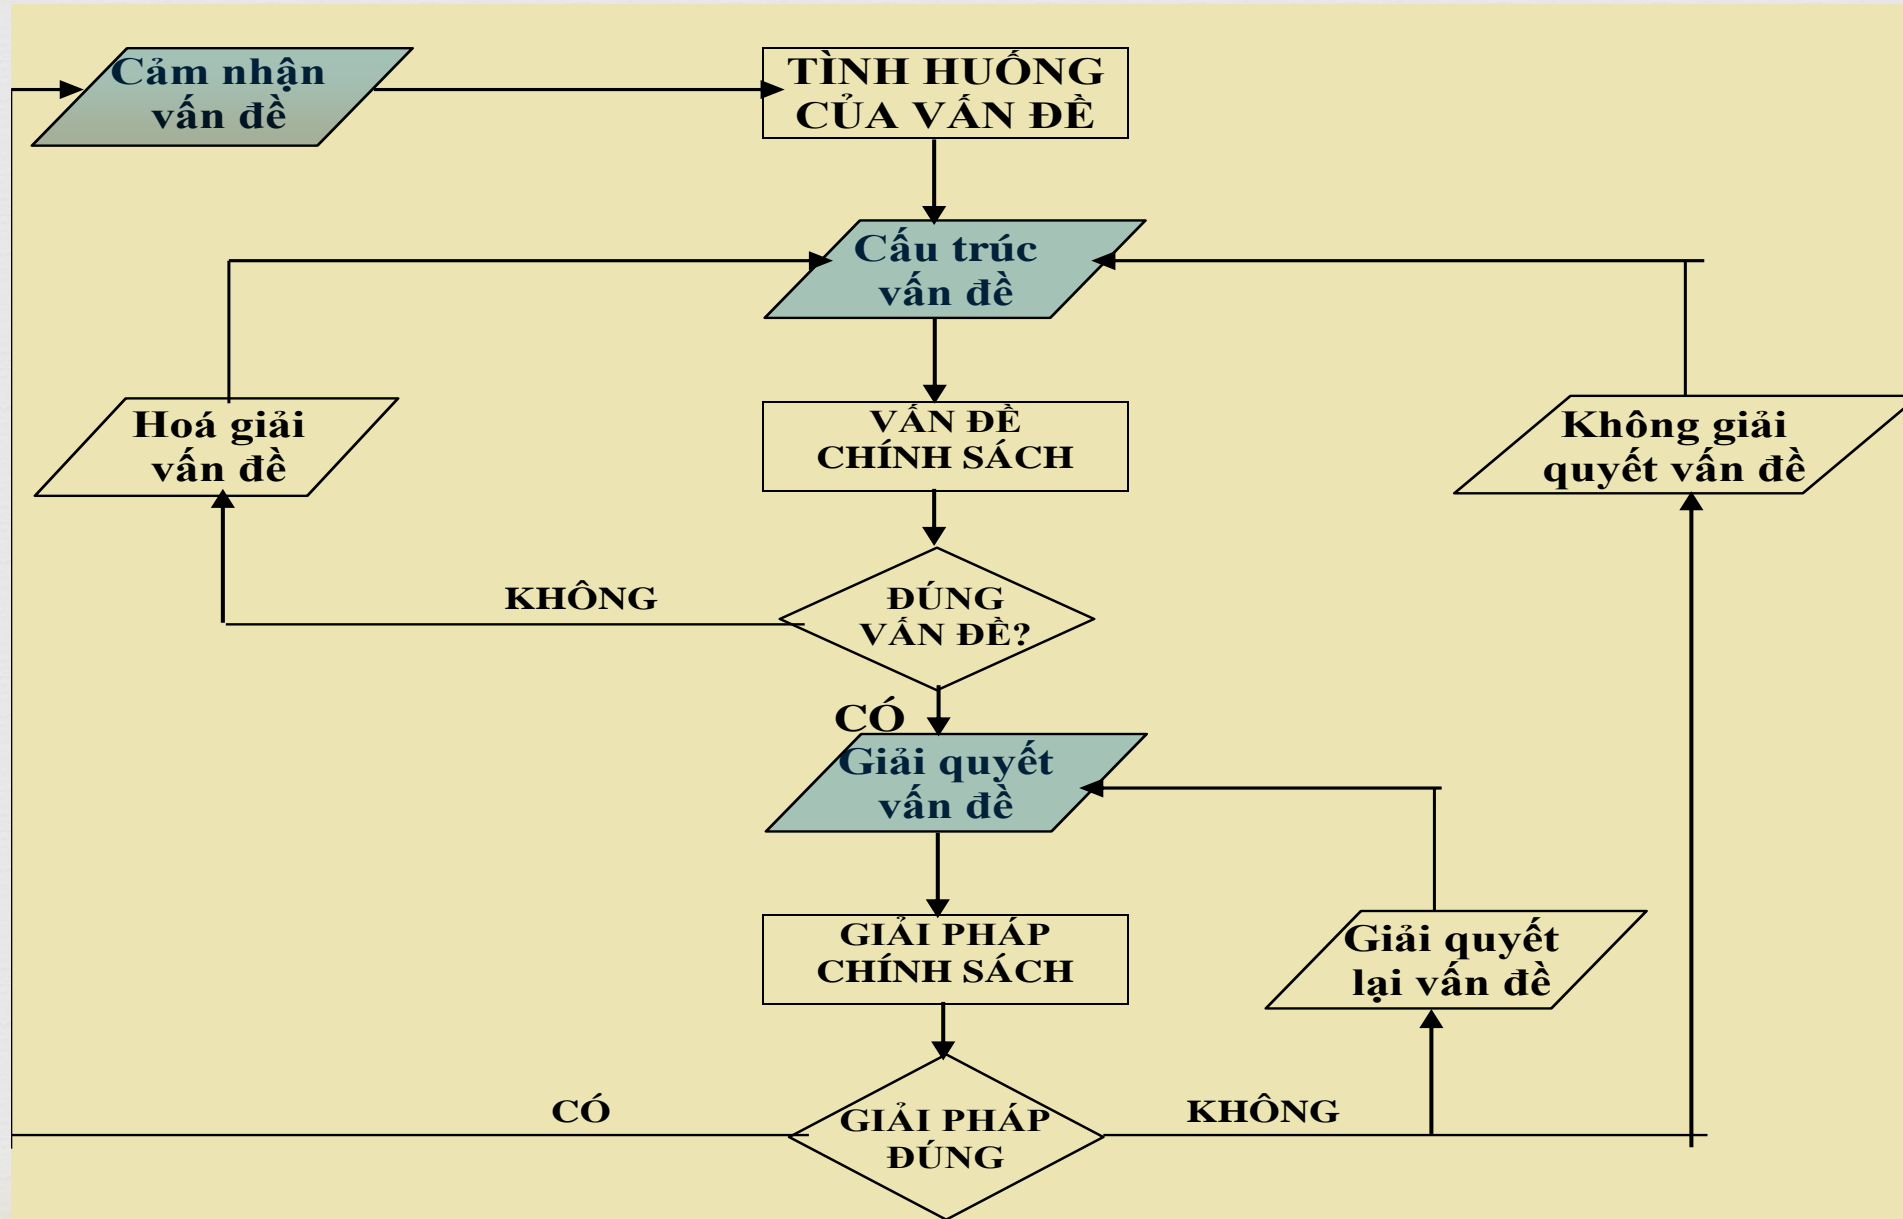 Cảm nhận
vấn đề
TÌNH HUỐNG
CỦA VẤN ĐỀ
Cấu trúc
vấn đề
Hoá giải
vấn đề
VẤN ĐỀ
CHÍNH SÁCH
Không giải
quyết vấn đề
KHÔNG
ĐÚNG
VẤN ĐỀ?
CÓ
Giải quyết
vấn đề
GIẢI PHÁP
CHÍNH SÁCH
Giải quyết
lại vấn đề
CÓ
GIẢI PHÁP
ĐÚNG
KHÔNG